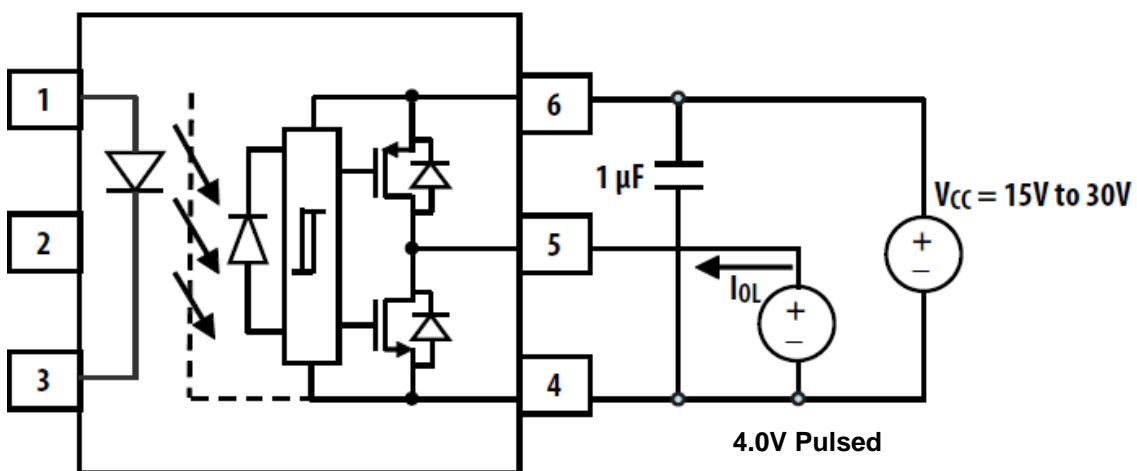 1
6
1 µF
VCC = 15V to 30V
2
5
+
−
IOL
+
−
3
4
4.0V Pulsed